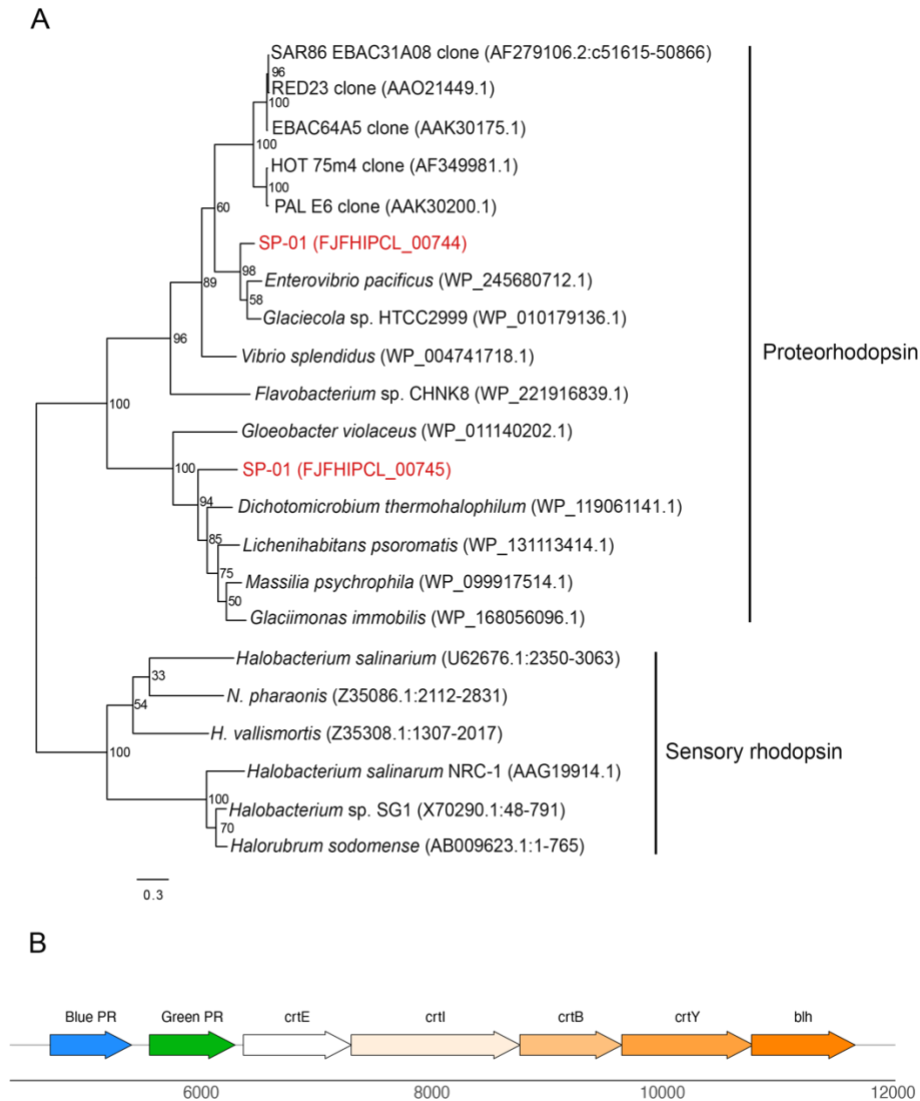 A
SAR86 EBAC31A08 clone (AF279106.2:c51615-50866)
96
RED23 clone (AAO21449.1)
100
EBAC64A5 clone (AAK30175.1)
100
HOT 75m4 clone (AF349981.1)
100
PAL E6 clone (AAK30200.1)
60
SP-01 (FJFHIPCL_00744)
98
Enterovibrio pacificus (WP_245680712.1)
89
58
Glaciecola sp. HTCC2999 (WP_010179136.1)
96
Vibrio splendidus (WP_004741718.1)
Proteorhodopsin
Flavobacterium sp. CHNK8 (WP_221916839.1)
100
Gloeobacter violaceus (WP_011140202.1)
100
SP-01 (FJFHIPCL_00745)
94
Dichotomicrobium thermohalophilum (WP_119061141.1)
85
Lichenihabitans psoromatis (WP_131113414.1)
75
Massilia psychrophila (WP_099917514.1)
50
Glaciimonas immobilis (WP_168056096.1)
Halobacterium salinarium (U62676.1:2350-3063)
33
N. pharaonis (Z35086.1:2112-2831)
54
H. vallismortis (Z35308.1:1307-2017)
100
Sensory rhodopsin
Halobacterium salinarum NRC-1 (AAG19914.1)
100
Halobacterium sp. SG1 (X70290.1:48-791)
70
Halorubrum sodomense (AB009623.1:1-765)
0.3
B
Blue PR Green PR crtE crtI crtB crtY blh
6000 8000 10000 12000